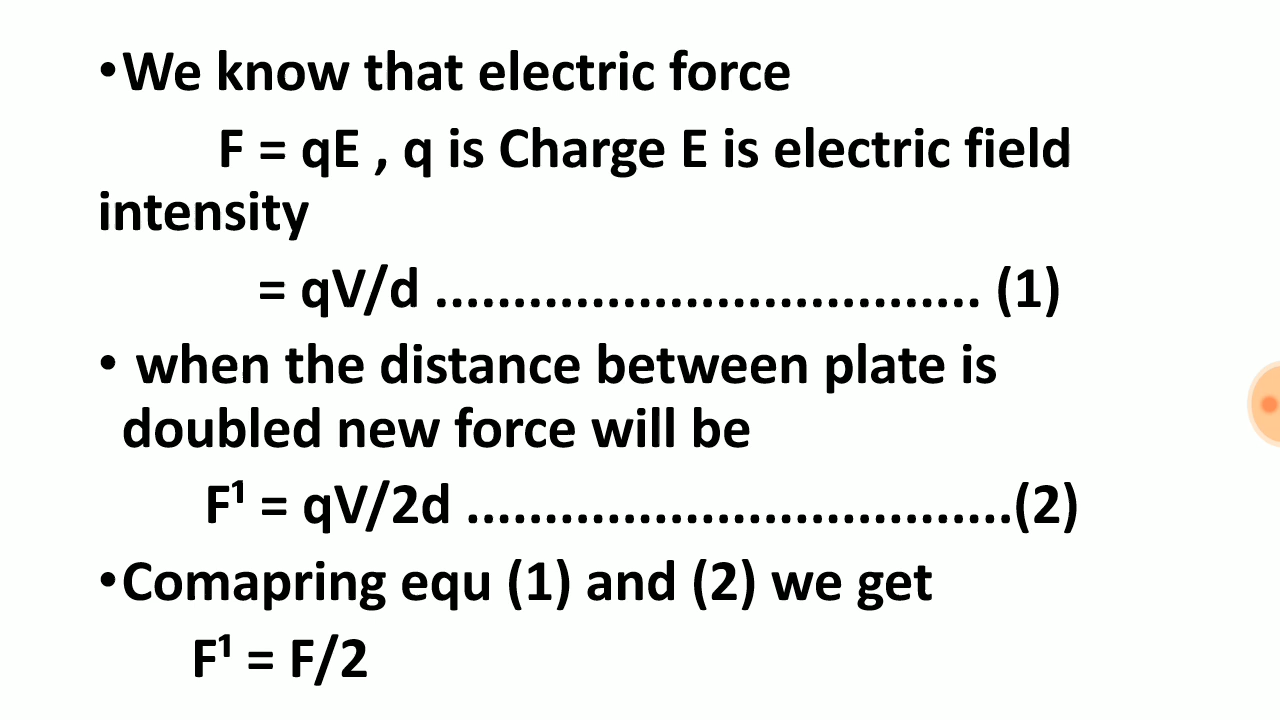 •We know that electric force
F = qE , q is Charge E is electric field
intensity
= qV/d ................................... (1)
• when the distance between plate is
doubled new force will be
F¹ = qV/2d ...................................(2)
•Comapring equ (1) and (2) we get
F¹ = F/2